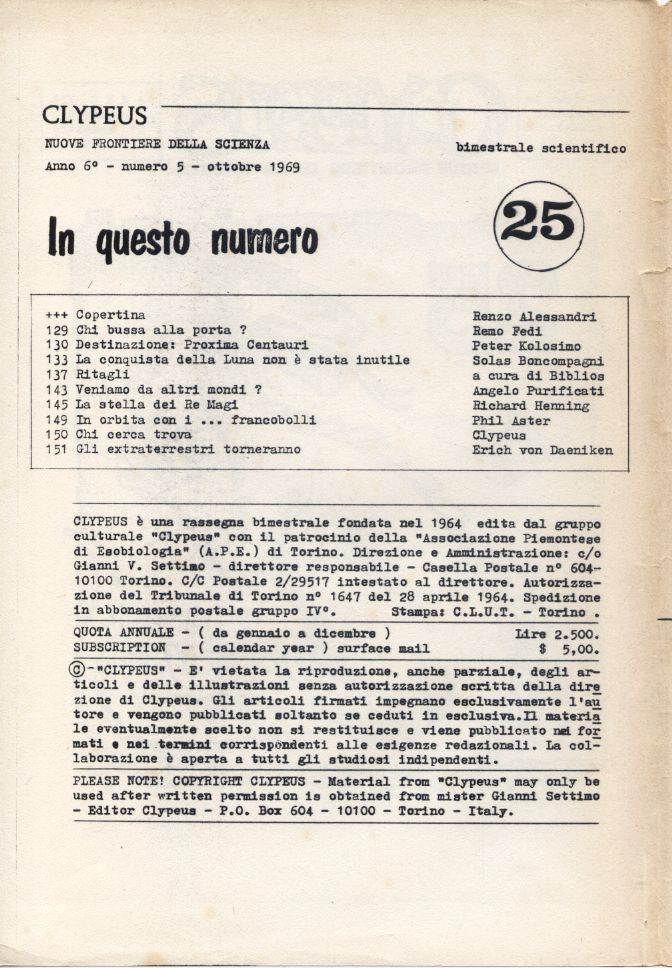 CLYPEUS
NUOVE FRONTIERE DELLA SCIENZA bimestrale scientifico
Anno 6° - numero 5 - ottobre 1969
In questo numero 25
+++ Copertina Renzo Alessandri
129 Chi bussa alla porta ? Remo Fedi
130 Destinazione: Proxima Centauri Peter Kolosimo
133 La conquista della Luna non è stata inutile Solas Boncompagni
137 Ritagli a cura di Biblios
143 Veniamo da altri mondi ? Angelo Purificati
145 La stella dei Re Magi Richard Henning
149 In orbita con i ... francobolli Phil Aster
150 Chi cerca trova Clypeus
151 Gli extraterrestri torneranno Erich von Daeniken
CLYPEUS è una rassegna bimestrale fondata nel 1964 edita dal gruppo
culturale "Clypeus" con il patrocinio della "Associazione Piemontese
di Esobiologia" (A.P.E.) di Torino. Direzione e Amministrazione: c/o
Gianni V. Settimo - direttore responsabile - Casella Postale n° 604-
10100 Torino. C/C Postale 2/29517 intestato al direttore. Autorizza-
zione del Tribunale di Torino n° 1647 del 28 aprile 1964. Spedizione
in abbonamento postale gruppo IV°. Stampa: C.L.U.T. - Torino .
QUOTA ANNUALE - ( da gennaio a dicembre ) Lire 2.500.
SUBSCRIPTION - ( calendar year ) surface mail $ 5,00.
©-"CLYPEUS" - E' vietata la riproduzione, anche parziale, degli ar-
ticoli e delle illustrazioni senza autorizzazione scritta della dire
zione di Clypeus. Gli articoli firmati impegnano esclusivamente l'au
tore e vengono pubblicati soltanto se ceduti in esclusiva.Il materia
le eventualmente scelto non si restituisce e viene pubblicato nei for
mati e nei termini corrispondenti alle esigenze redazionali. La col-
laborazione è aperta a tutti gli studiosi indipendenti.
PLEASE NOTE! COPYRIGHT CLYPEUS - Material from "Clypeus" may only be
used after written permission is obtained from mister Gianni Settimo
- Editor Clypeus - P.O. Box 604 - 10100 - Torino - Italy.